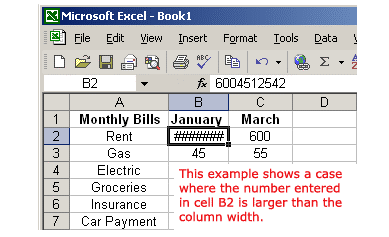 Microsoft Excel - Book1
File Edit View Insert Format Tools Data
B2 fx 6004512542
A B C D
1 Monthly Bills January March
2 Rent ####### 600
3 Gas 45 55
4 Electric
5 Groceries
6 Insurance
7 Car Payment
This example shows a case
where the number entered
in cell B2 is larger than the
column width.